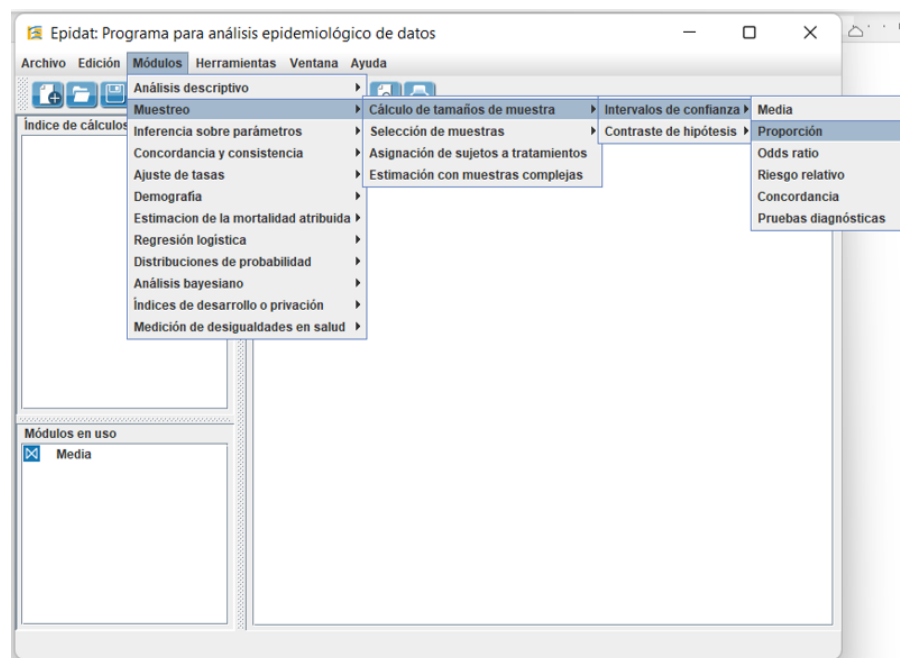 Epidat: Programa para análisis epidemiológico de datos
Archivo Edición Módulos Herramientas Ventana Ayuda
Análisis descriptivo
Muestreo
Inferencia sobre parámetros
Concordancia y consistencia
Ajuste de tasas
Demografía
Estimacion de la mortalidad atribuida
Regresión logística
Distribuciones de probabilidad
Análisis bayesiano
Índices de desarrollo o privación
Medición de desigualdades en salud
Cálculo de tamaños de muestra
Selección de muestras
Asignación de sujetos a tratamientos
Estimación con muestras complejas
Intervalos de confianza
Contraste de hipótesis
Media
Proporción
Odds ratio
Riesgo relativo
Concordancia
Pruebas diagnósticas
Índice de cálculos
Módulos en uso
Media